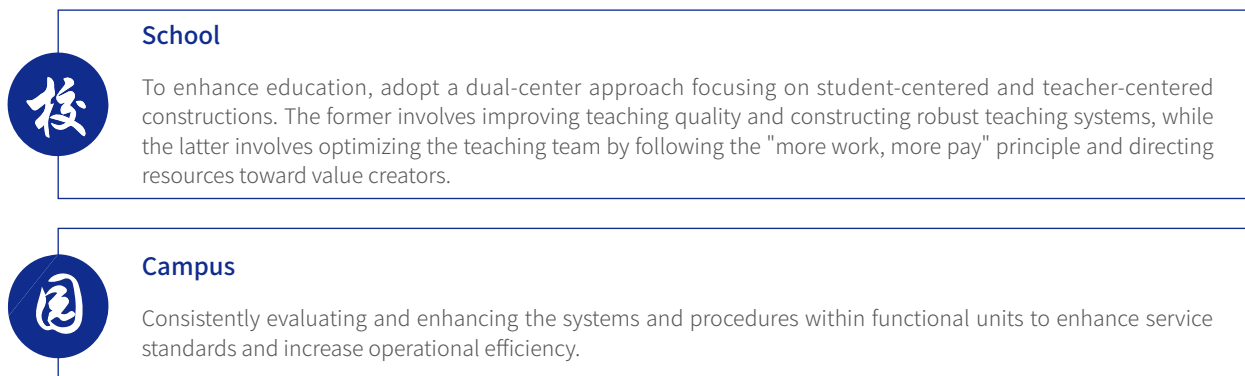 School
校
To enhance education, adopt a dual-center approach focusing on student-centered and teacher-centered
constructions. The former involves improving teaching quality and constructing robust teaching systems, while
the latter involves optimizing the teaching team by following the "more work, more pay" principle and directing
resources toward value creators.
Campus
园
Consistently evaluating and enhancing the systems and procedures within functional units to enhance service
standards and increase operational efficiency.